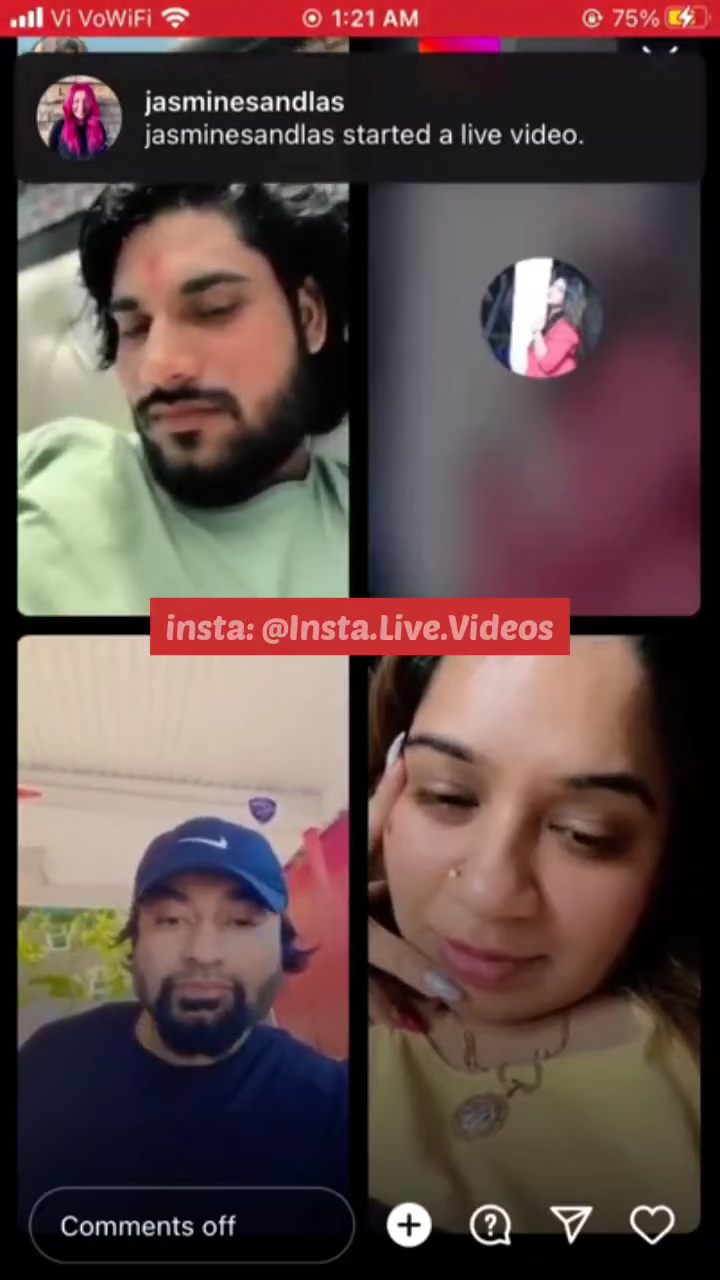 Vi VoWiFi 1:21 AM 75%
jasminesandlas
jasminesandlas started a live video.
insta: @Insta.Live.Videos
Comments off